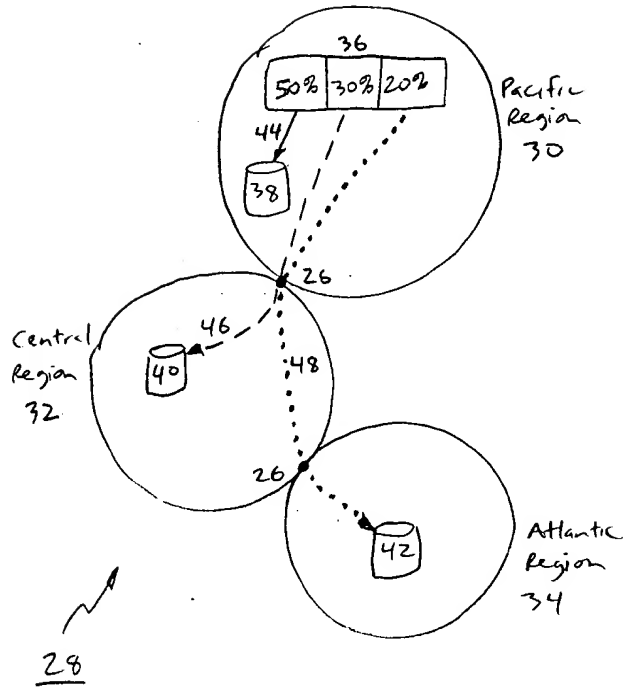 36
50% 30% 20%
Pacific
Region
30
44
38
26
46
Central
Region
32
40
48
26
42
Atlantic
Region
34
28